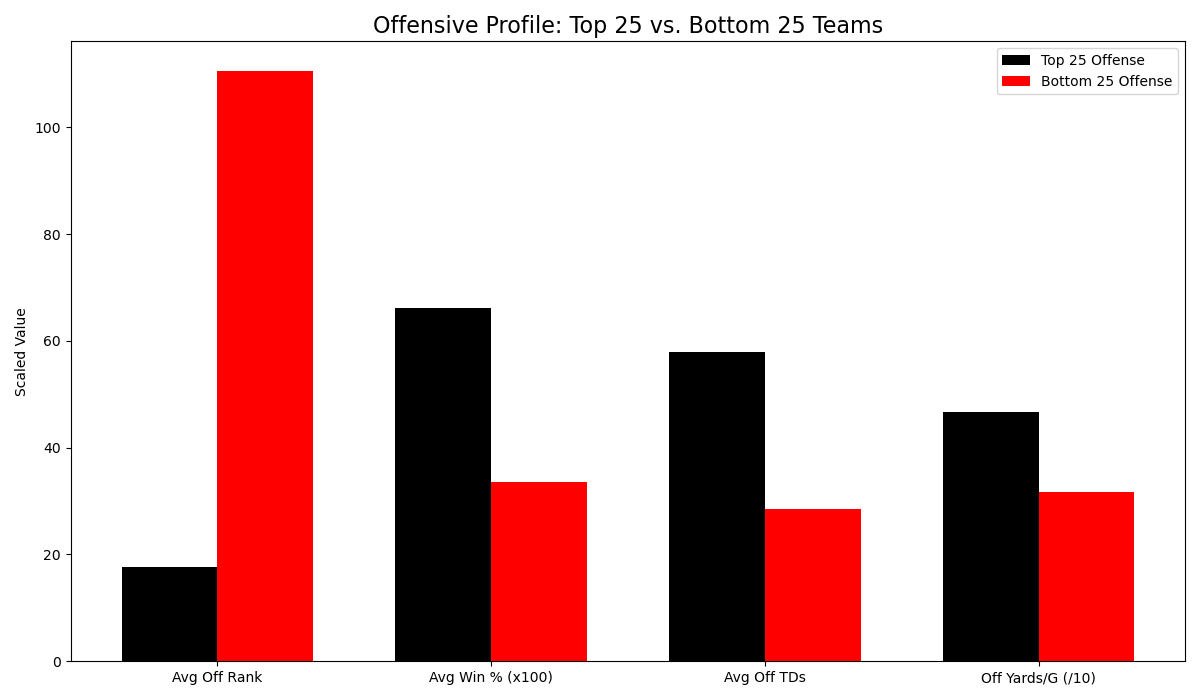 Offensive Profile: Top 25 vs. Bottom 25 Teams
Top 25 Offense
Bottom 25 Offense
Scaled Value
100
80
60
40
20
0
Avg Off Rank
Avg Win % (x100)
Avg Off TDs
Off Yards/G (/10)